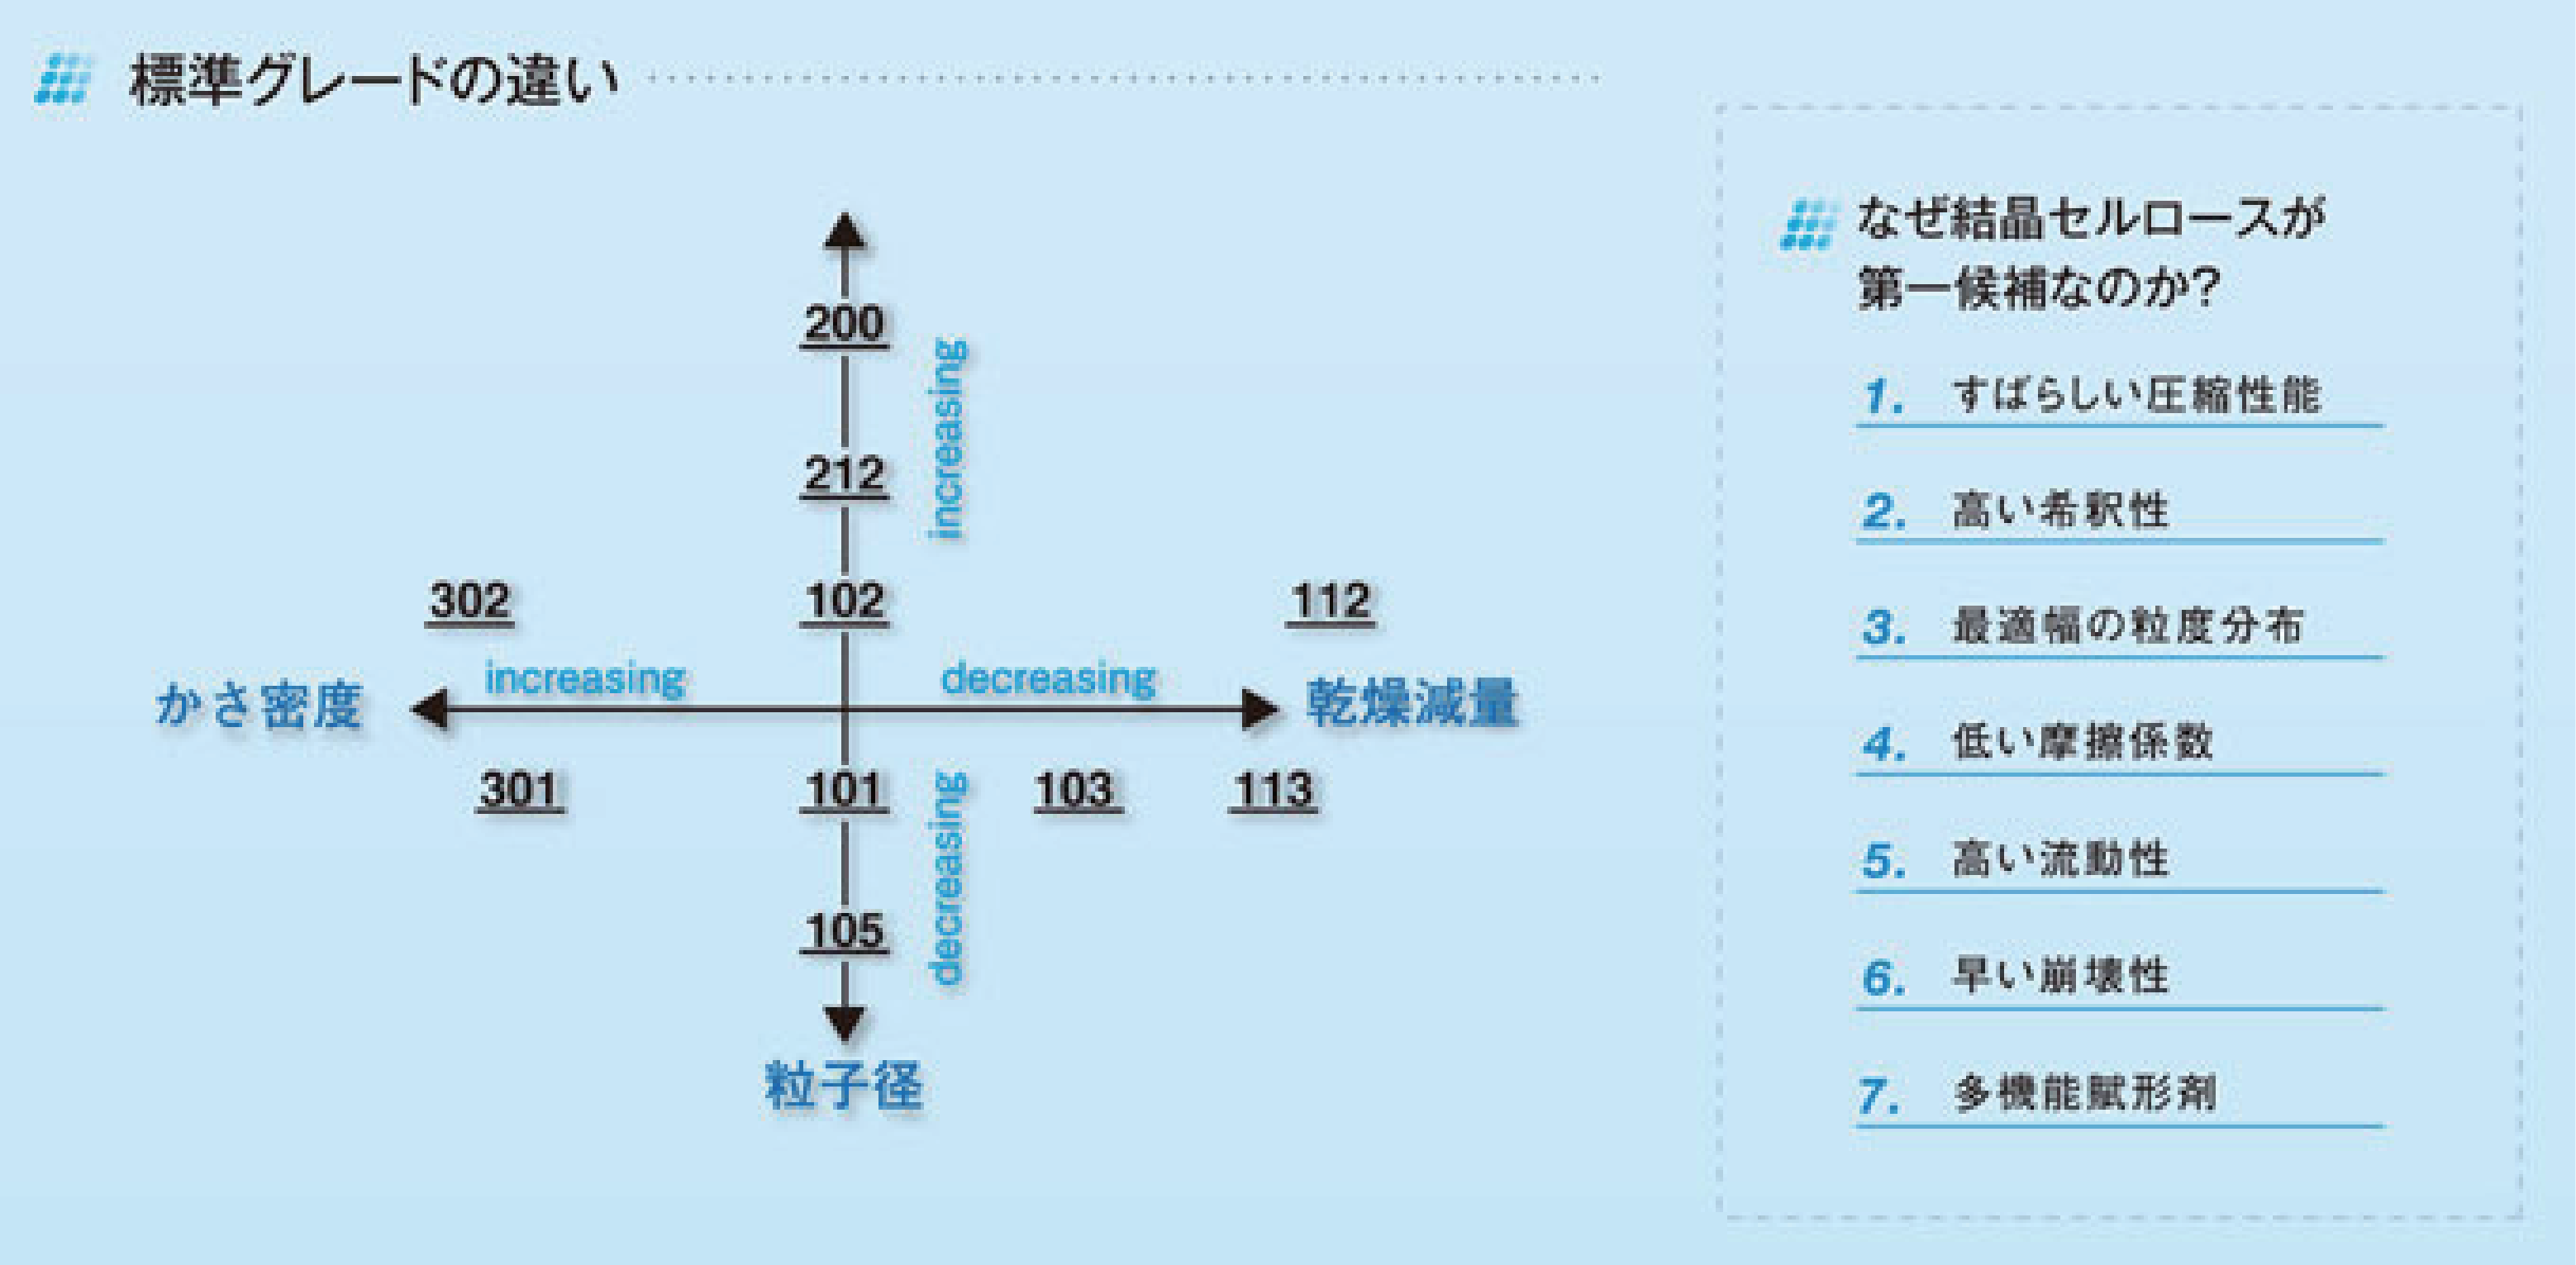 標準グレードの違い
200
increasing
212
302
102
112
increasing
decreasing
かさ密度
乾燥減量
301
101
103
113
decreasing
105
粒子径
なぜ結晶セルロースが
第一候補なのか?
1. すばらしい圧縮性能
2. 高い希釈性
3. 最適幅の粒度分布
4. 低い摩擦係数
5. 高い流動性
6. 早い崩壊性
7. 多機能賦形剤